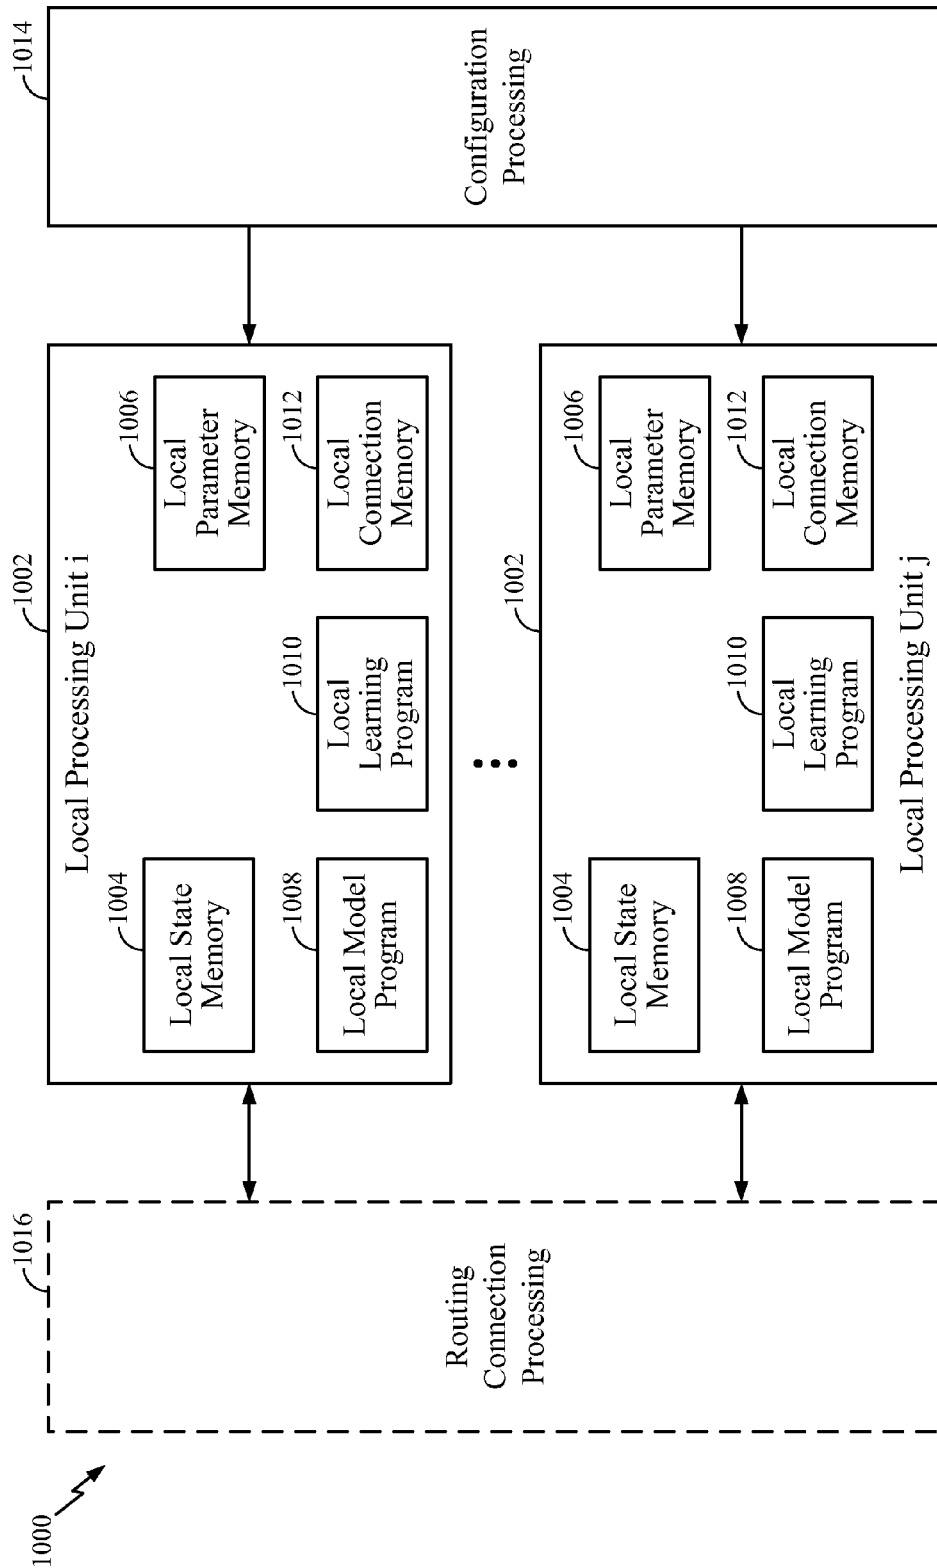 1000
1016
Routing
Connection
Processing
1002
Local Processing Unit i
1004
Local State
Memory
1006
Local
Parameter
Memory
1008
Local Model
Program
1010
Local
Learning
Program
1012
Local
Connection
Memory
1002
1004
Local State
Memory
1006
Local
Parameter
Memory
1008
Local Model
Program
1010
Local
Learning
Program
1012
Local
Connection
Memory
Local Processing Unit j
1014
Configuration
Processing